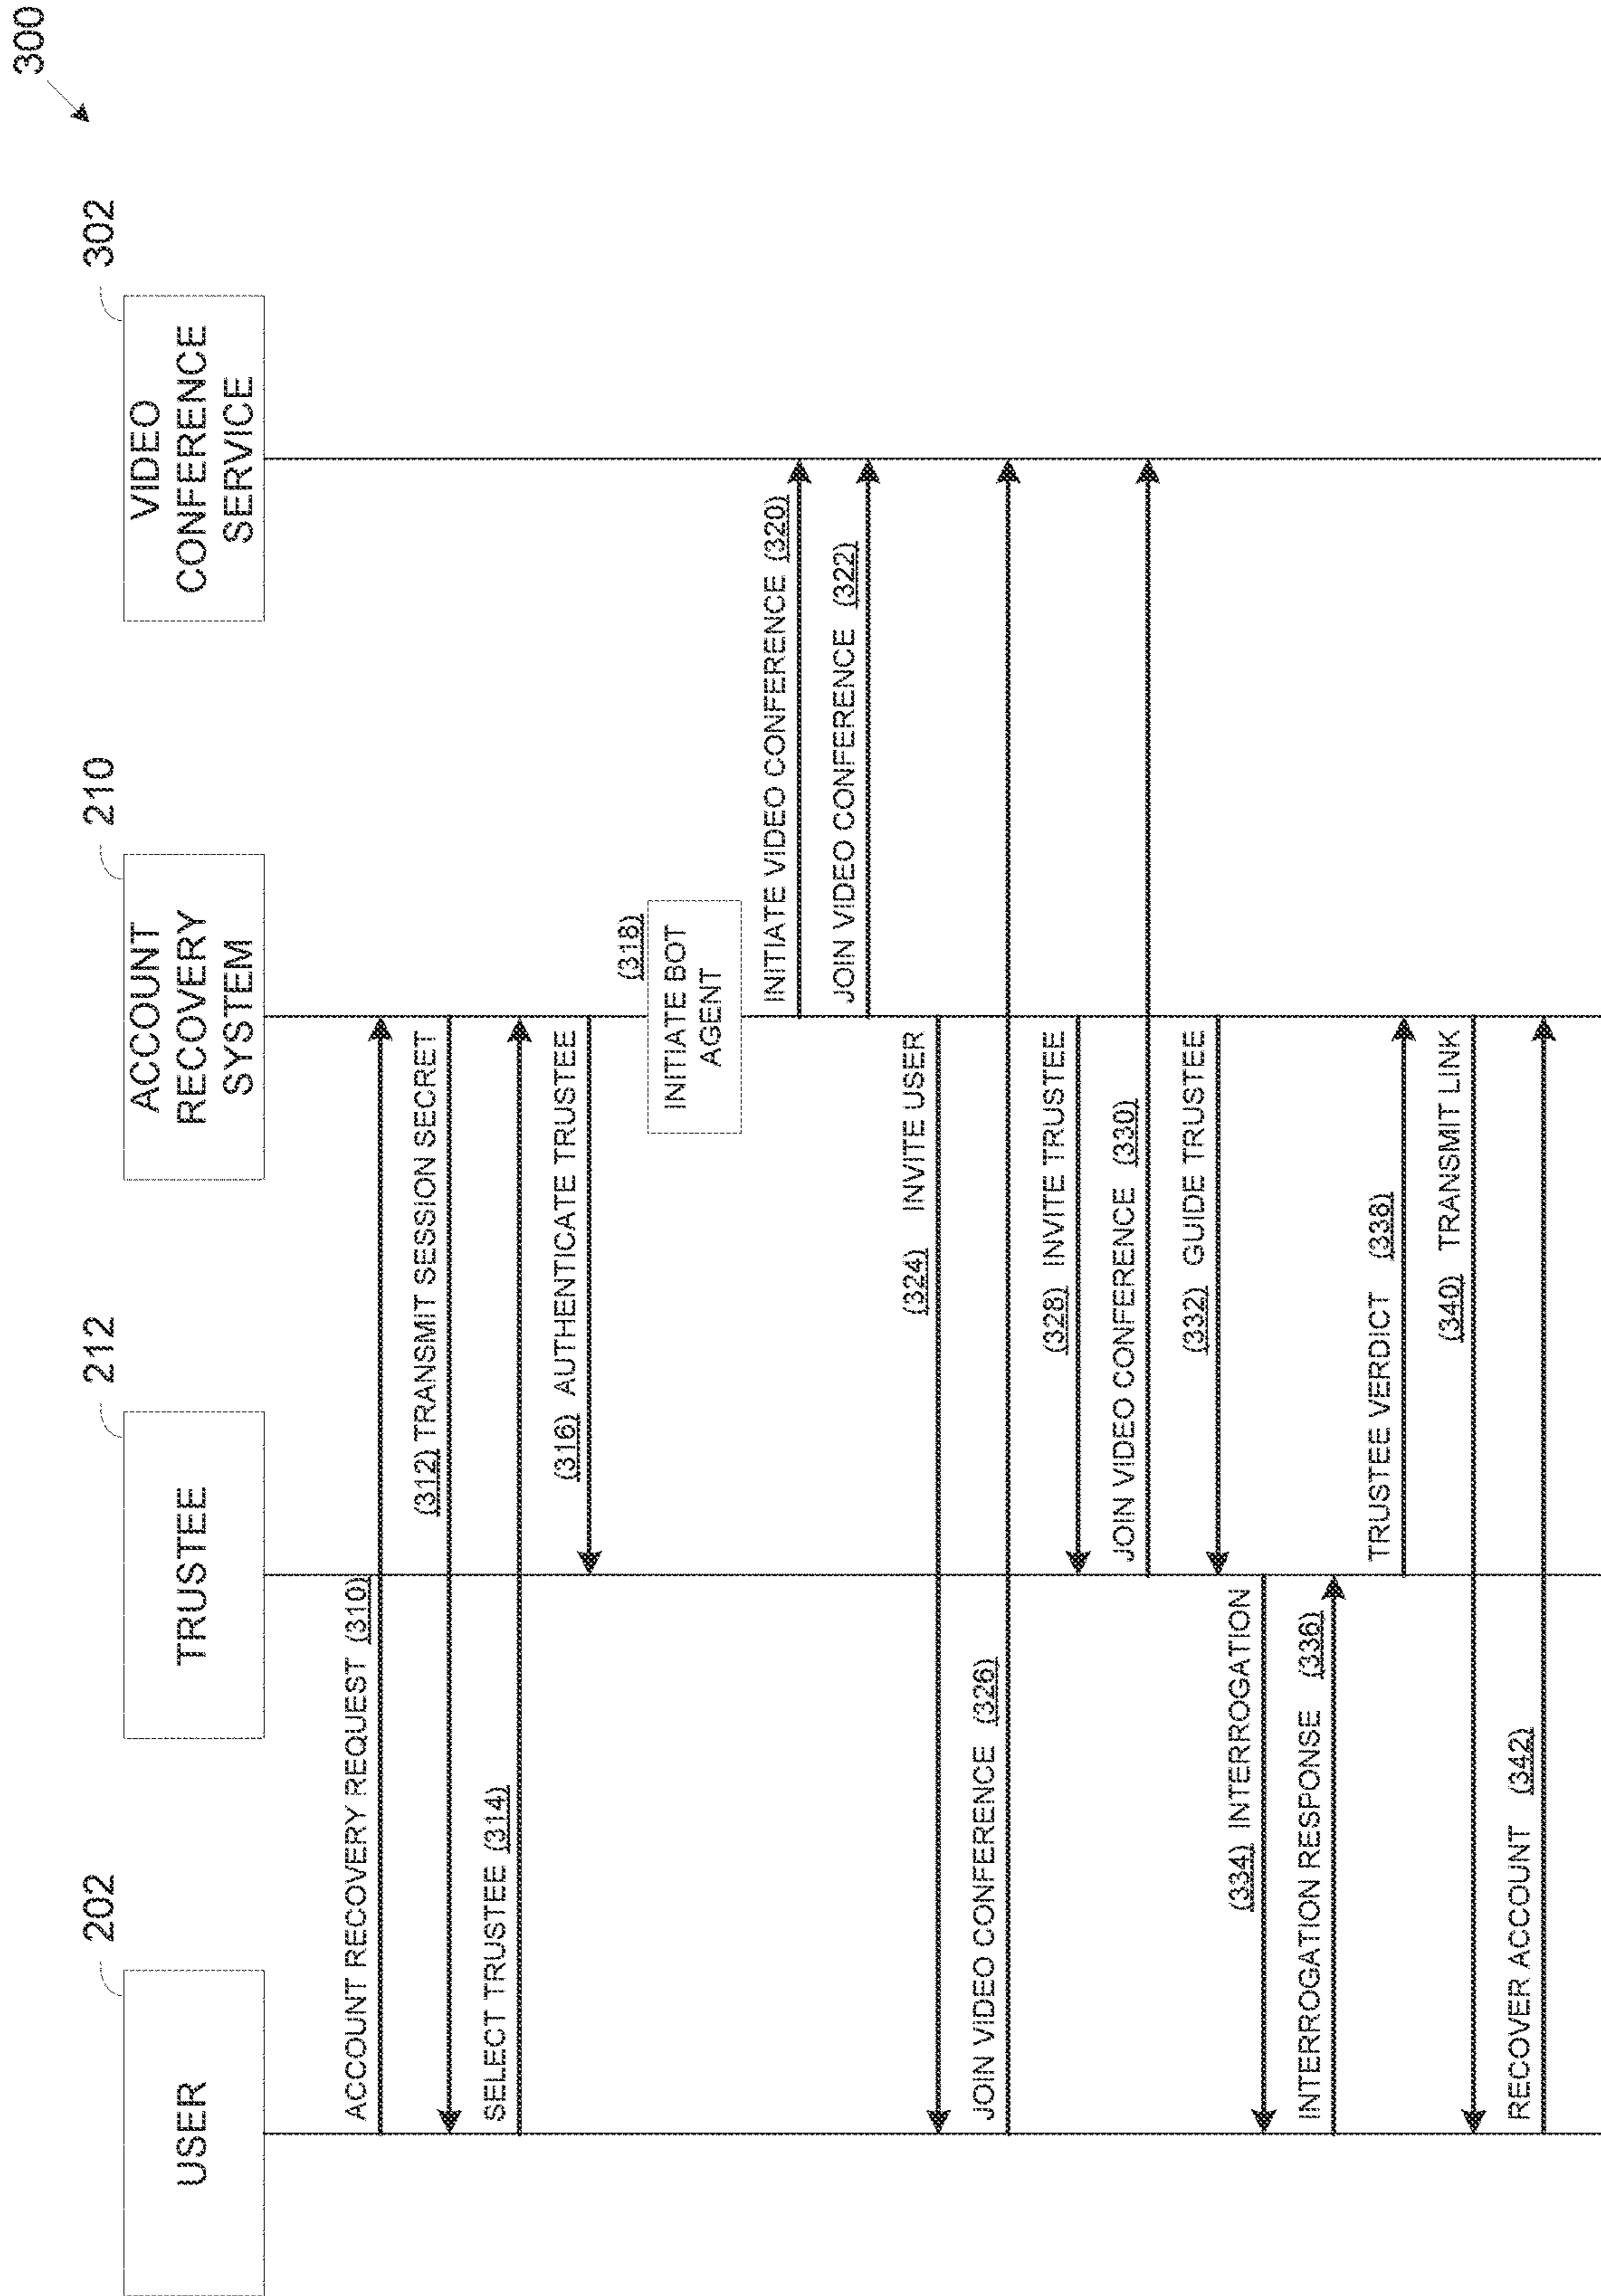 300
202
212
210
302
USER
TRUSTEE
ACCOUNT
RECOVERY
SYSTEM
VIDEO
CONFERENCE
SERVICE
ACCOUNT RECOVERY REQUEST (310)
(312) TRANSMIT SESSION SECRET
SELECT TRUSTEE (314)
(316) AUTHENTICATE TRUSTEE
(318)
INITIATE BOT
AGENT
INITIATE VIDEO CONFERENCE (320)
JOIN VIDEO CONFERENCE (322)
(324) INVITE USER
JOIN VIDEO CONFERENCE (326)
(328) INVITE TRUSTEE
JOIN VIDEO CONFERENCE (330)
(332) GUIDE TRUSTEE
(334) INTERROGATION
INTERROGATION RESPONSE (336)
TRUSTEE VERDICT (338)
(340) TRANSMIT LINK
RECOVER ACCOUNT (342)